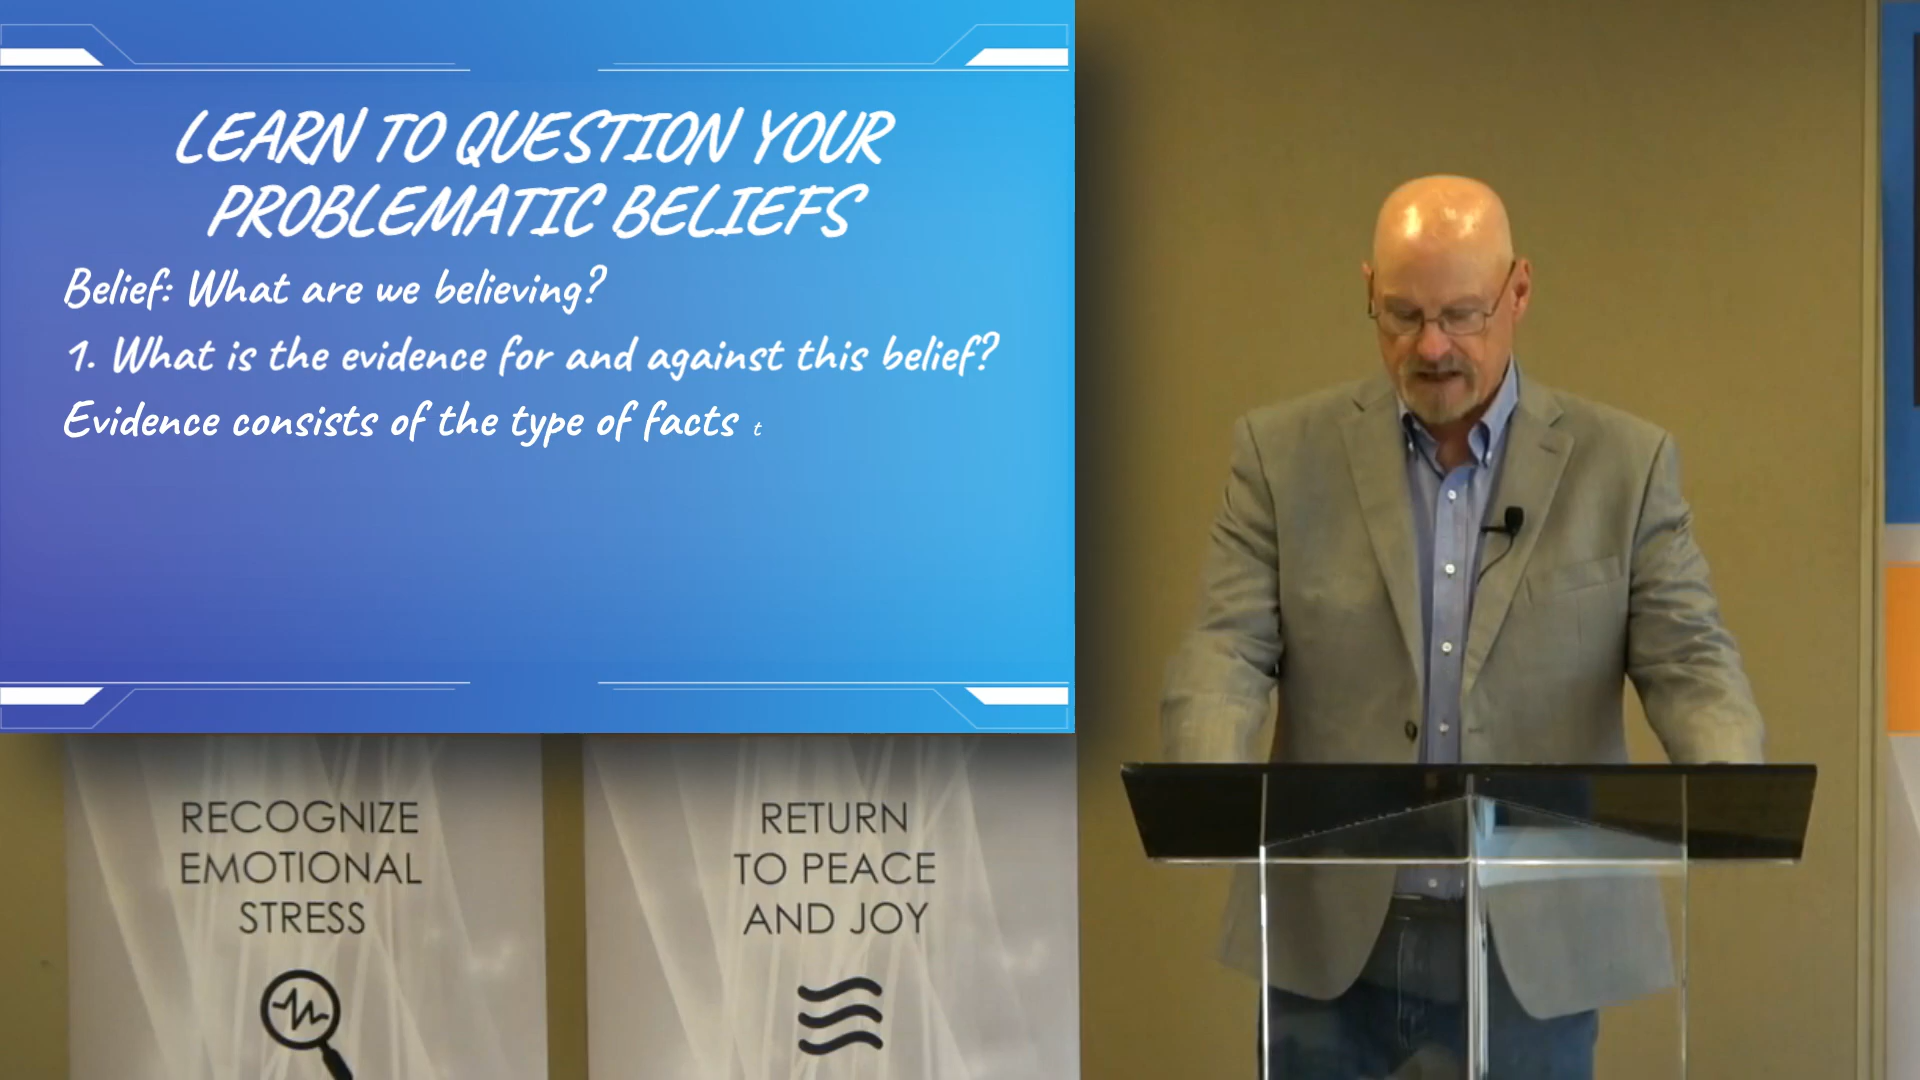 LEARN TO QUESTION YOUR
PROBLEMATIC BELIEFS
Belief: What are we believing?
1. What is the evidence for and against this belief?
Evidence consists of the type of facts t
RECOGNIZE
EMOTIONAL
STRESS
RETURN
TO PEACE
AND JOY